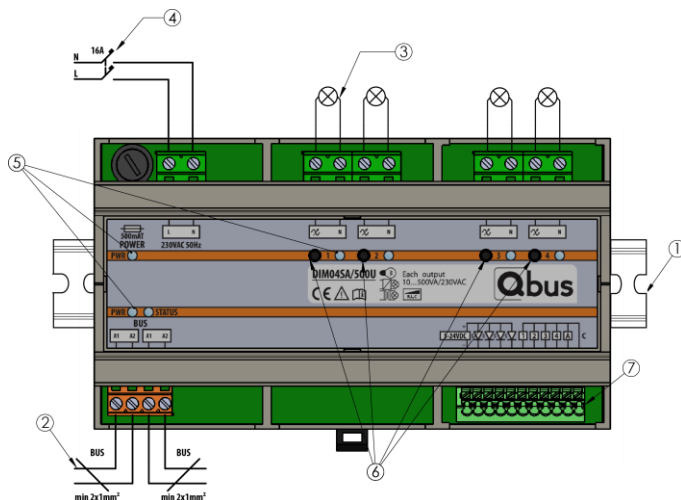 4
16A
N
L
3
5
500mAT
POWER
L N
230VAC 50Hz
N N N N
PWR 1 2 3 4
1
DIM04SA/500U
Each output
10...500VA/230VAC
R,L,C
CE
Qbus
PWR STATUS
BUS
A1 A2 A1 A2
5-24VDC 1 2 3 4 A C
7
2
6
BUS BUS
min 2x1mm² min 2x1mm²